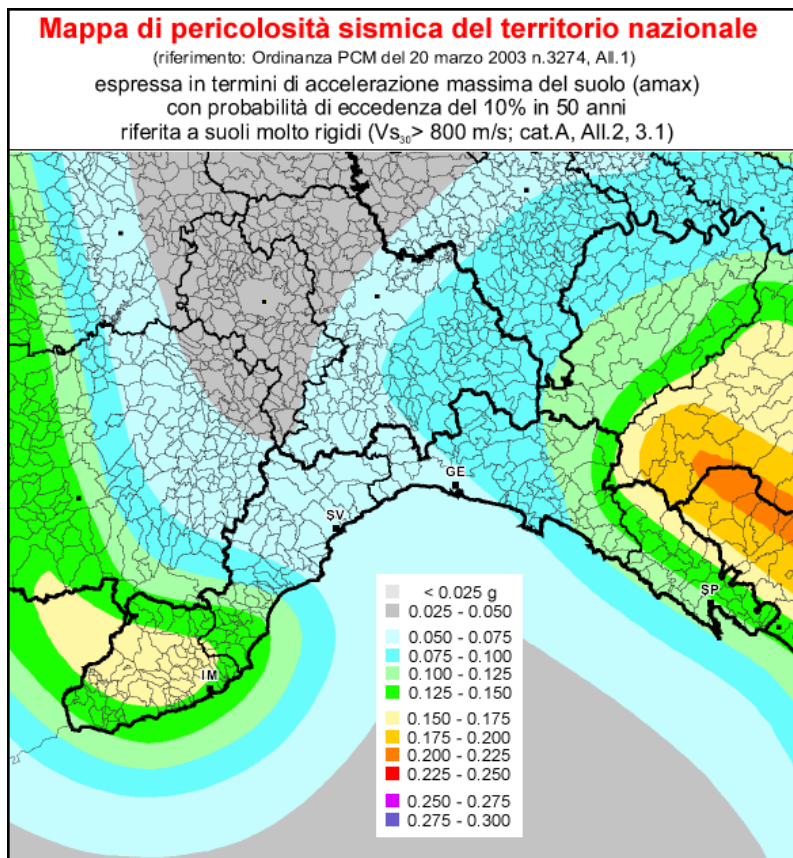 Mappa di pericolosità sismica del territorio nazionale
(riferimento: Ordinanza PCM del 20 marzo 2003 n.3274, All.1)
espressa in termini di accelerazione massima del suolo (amax)
con probabilità di eccedenza del 10% in 50 anni
riferita a suoli molto rigidi (Vs30> 800 m/s; cat.A, All.2, 3.1)
GE
SV
SP
IM
< 0.025 g
0.025 - 0.050
0.050 - 0.075
0.075 - 0.100
0.100 - 0.125
0.125 - 0.150
0.150 - 0.175
0.175 - 0.200
0.200 - 0.225
0.225 - 0.250
0.250 - 0.275
0.275 - 0.300